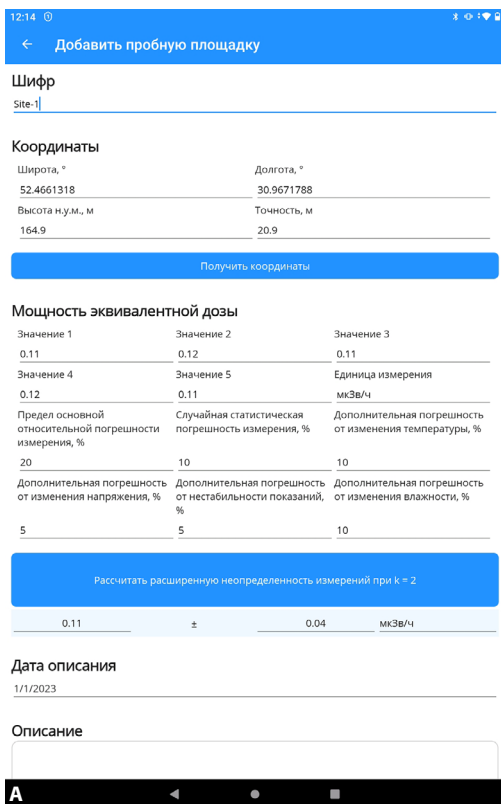 12:14
Добавить пробную площадку
Шифр
Site-1
Координаты
Широта, ° Долгота, °
52.4661318 30.9671788
Высота н.у.м., м Точность, м
164.9 20.9
Получить координаты
Мощность эквивалентной дозы
Значение 1 Значение 2 Значение 3
0.11 0.12 0.11
Значение 4 Значение 5 Единица измерения
0.12 0.11 мкЗв/ч
Предел основной Случайная статистическая Дополнительная погрешность
относительной погрешности погрешность измерения, % от изменения температуры, %
измерения, %
20 10 10
Дополнительная погрешность Дополнительная погрешность Дополнительная погрешность
от изменения напряжения, % от нестабильности показаний, от изменения влажности, %
%
5 5 10
Рассчитать расширенную неопределенность измерений при k = 2
0.11 ± 0.04 мкЗв/ч
Дата описания
1/1/2023
Описание
A